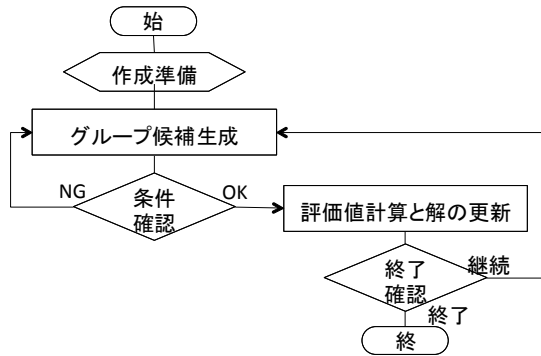 始
作成準備
グループ候補生成
NG
条件
確認
OK
評価値計算と解の更新
終了
確認
継続
終了
終